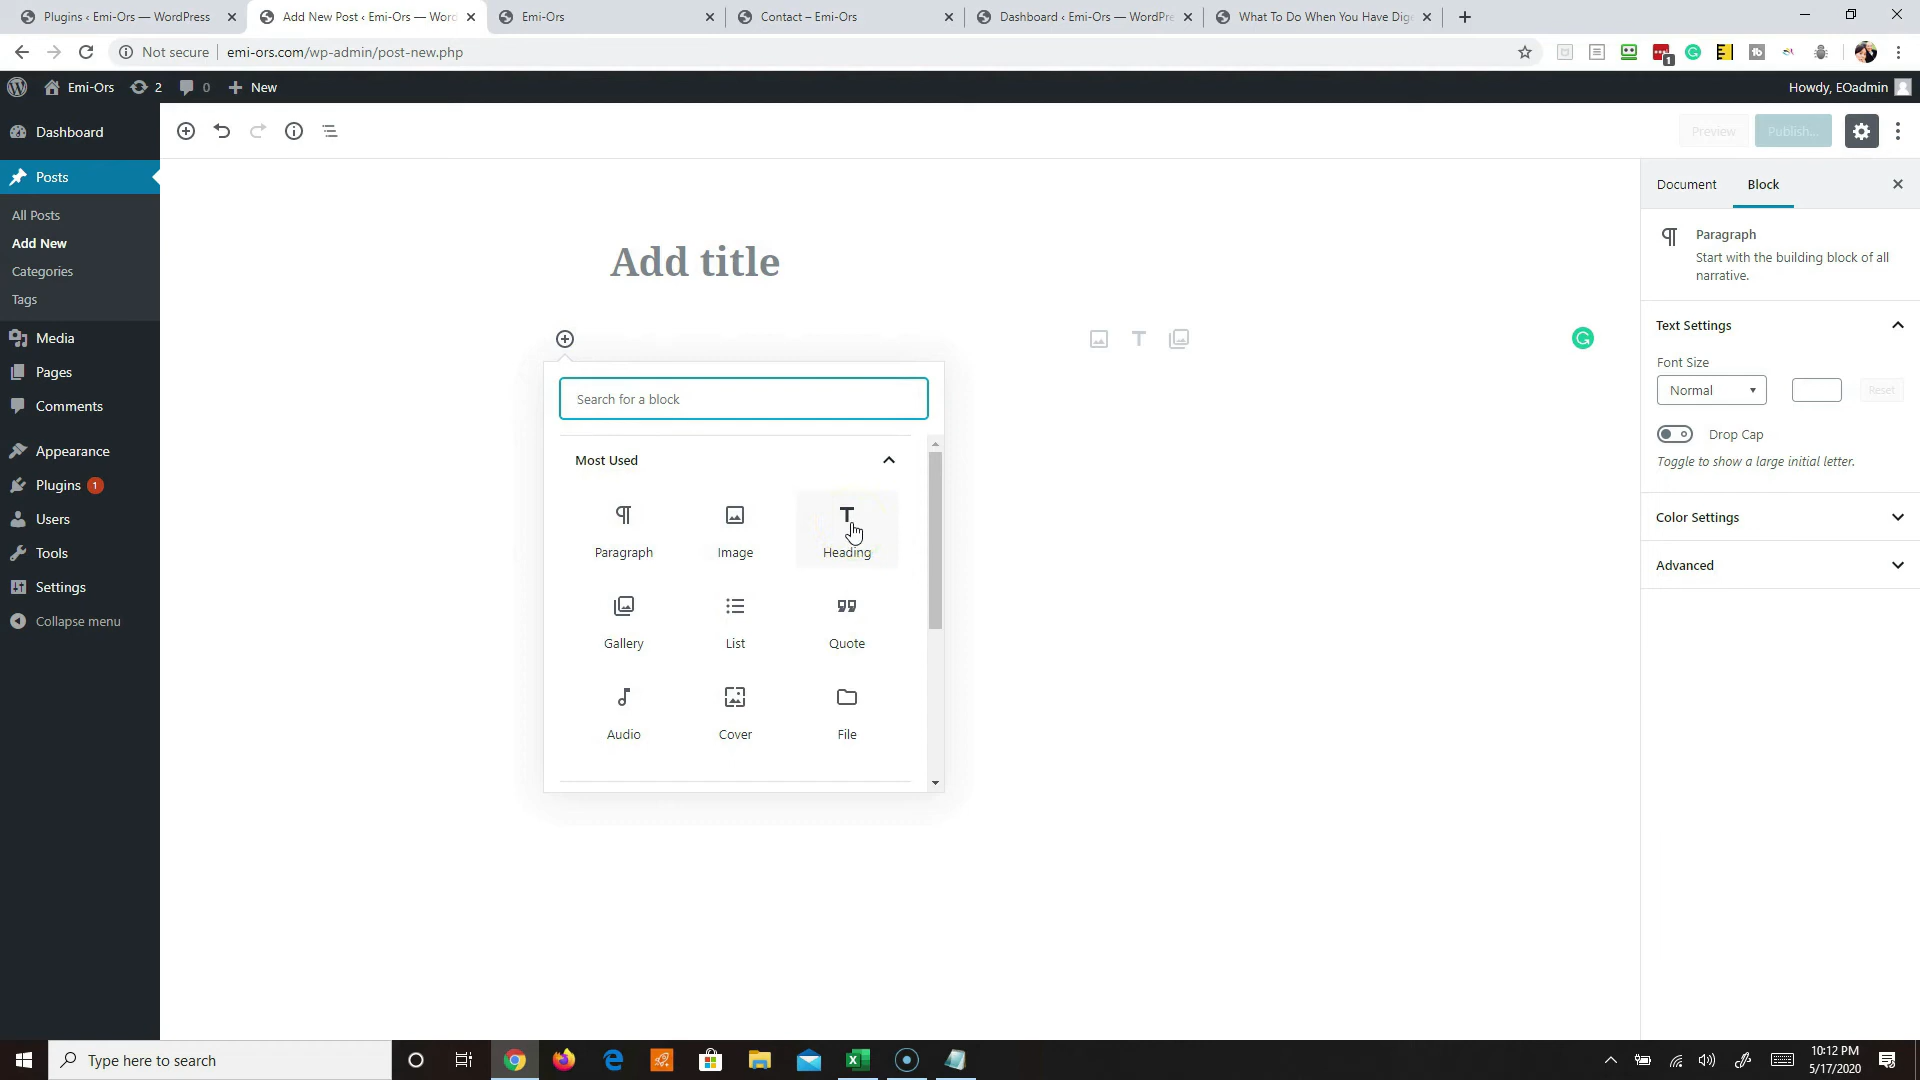 Plugins ‹ Emi-Ors — WordPress
Add New Post ‹ Emi-Ors — Word
Emi-Ors
Contact – Emi-Ors
Dashboard ‹ Emi-Ors — WordPre
What To Do When You Have Dig
Not secure
emi-ors.com/wp-admin/post-new.php
1
Emi-Ors
2
0
New
Howdy, EOadmin
Dashboard
Preview
Publish...
Posts
Document
Block
All Posts
Add New
Categories
Tags
Add title
Paragraph
Start with the building block of all
narrative.
Media
Text Settings
Pages
Font Size
Normal
Reset
Search for a block
Comments
Drop Cap
Toggle to show a large initial letter.
Most Used
Appearance
Plugins 1
Users
Color Settings
Tools
Paragraph
Image
Heading
Advanced
Settings
Collapse menu
Gallery
List
Quote
Audio
Cover
File
Type here to search
10:12 PM
5/17/2020